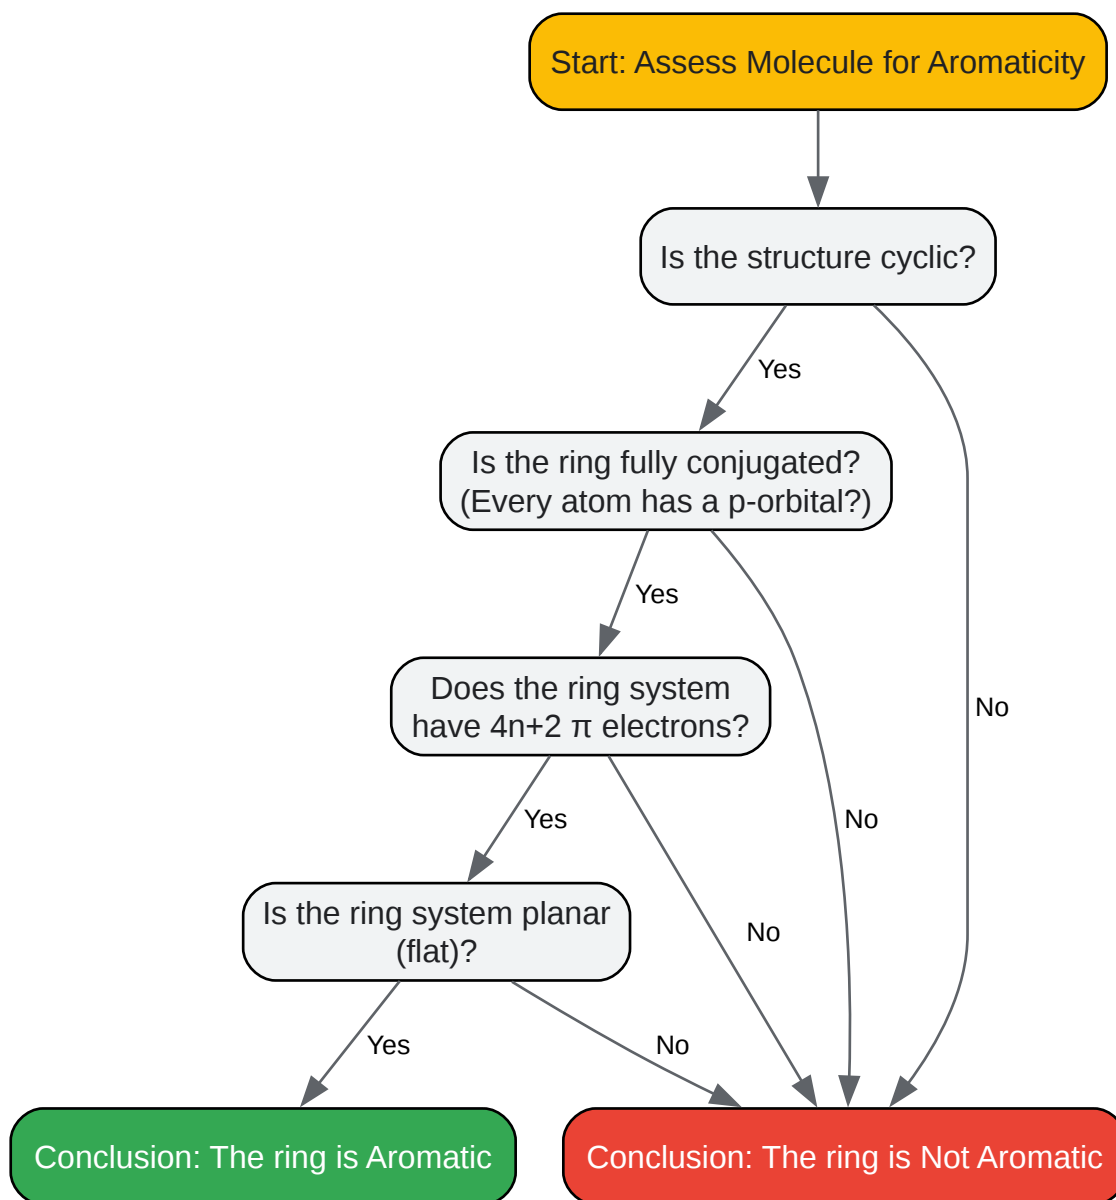 Start: Assess Molecule for Aromaticity
Is the structure cyclic?
Yes
Is the ring fully conjugated?
(Every atom has a p-orbital?)
Yes
Does the ring system
have 4n+2 π electrons?
No
Yes
No
Is the ring system planar
(flat)?
No
Yes
No
Conclusion: The ring is Aromatic
Conclusion: The ring is Not Aromatic